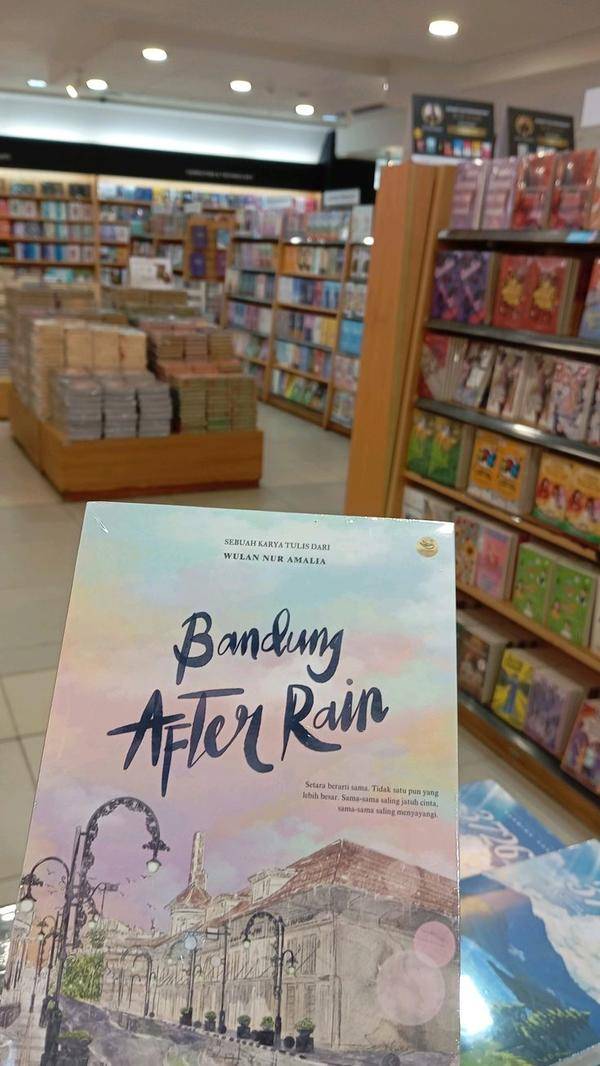 SEBUAH KARYA TULIS DARI
WULAN NUR AMALIA
Bandung
After Rain
Setara berarti sama. Tidak satu pun yang
lebih besar. Sama-sama saling jatuh cinta,
sama-sama saling menyayangi.
3726